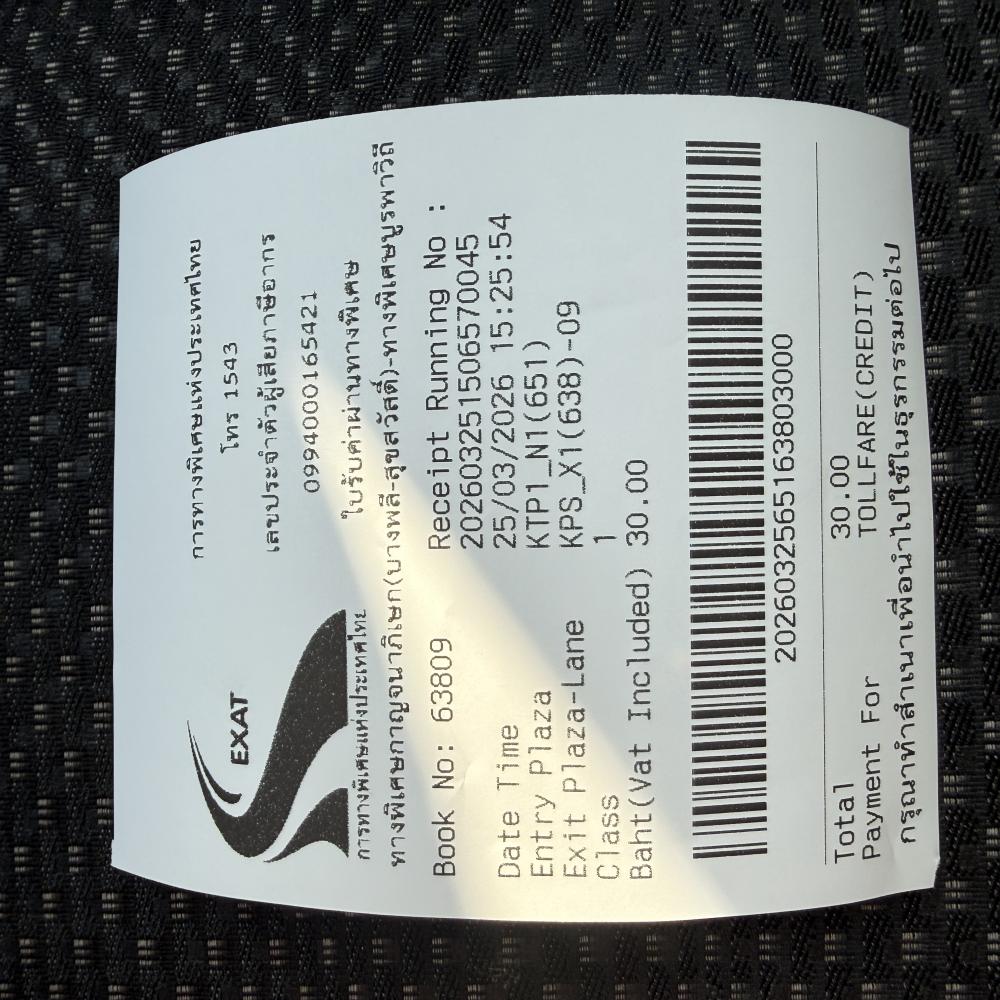 EXAT
การทางพิเศษแห่งประเทศไทย
การทางพิเศษแห่งประเทศไทย
โทร 1543
เลขประจำตัวผู้เสียภาษีอากร
0994000165421
ใบรับค่าผ่านทางพิเศษ
ทางพิเศษกาญจนาภิเษก(บางพลี-สุขสวัสดิ์)-ทางพิเศษบูรพาวิถี
Book No: 63809 Receipt Running No :
2026032515065700​45
Date Time 25/03/2026 15:25:54
Entry Plaza KTP1_N1(651)
Exit Plaza-Lane KPS_X1(638)-09
Class 1
Baht(Vat Included) 30.00
2026032565163803000
Total 30.00
Payment For TOLLFARE(CREDIT)
กรุณาทำสำเนาเพื่อนำไปใช้ในธุรกรรมต่อไป